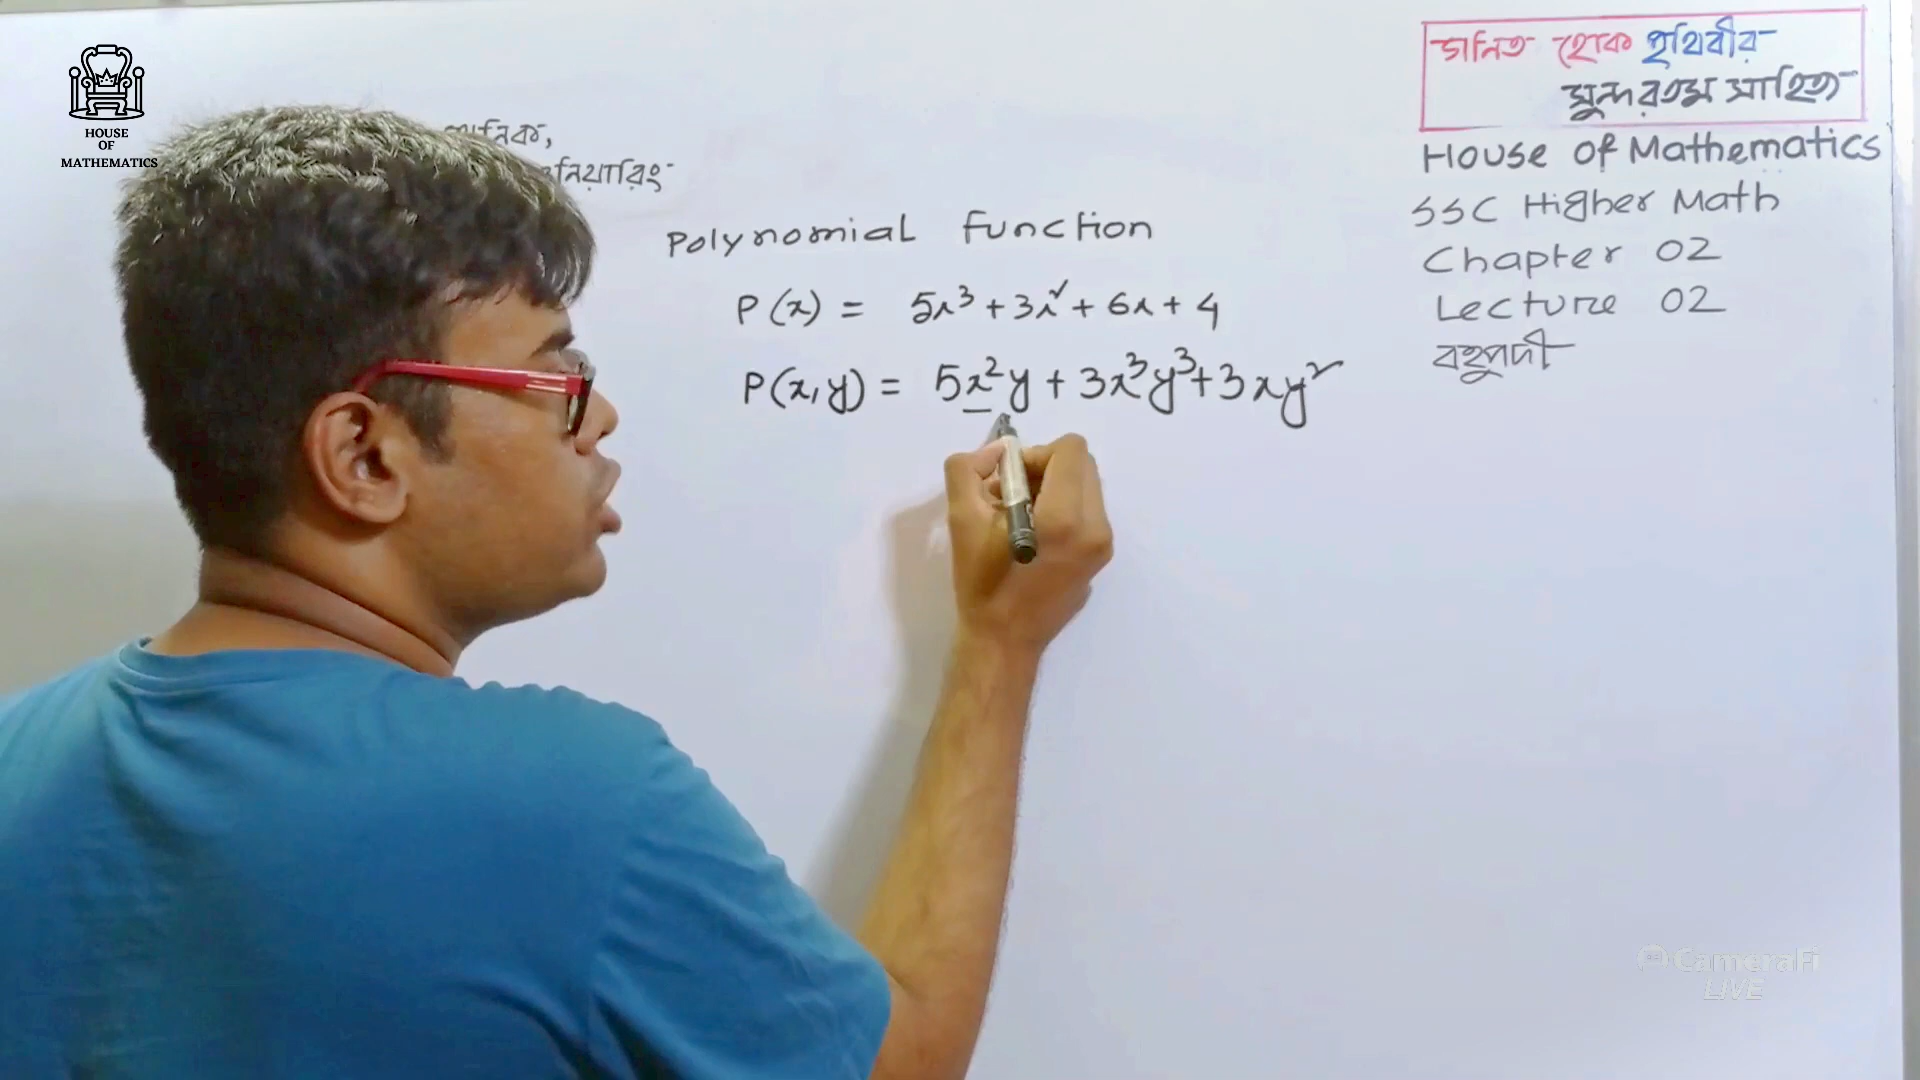 HOUSE
OF
MATHEMATICS
Polynomial function
P(x) = 5x³ + 3x² + 6x + 4
P(x,y) = 5x²y + 3x³y³ + 3xy²
গনিত হোক পৃথিবীর
সুন্দরতম সাহিত্য
House of Mathematics
SSC Higher Math
Chapter 02
Lecture 02
বহুপদী
CameraFi
LIVE